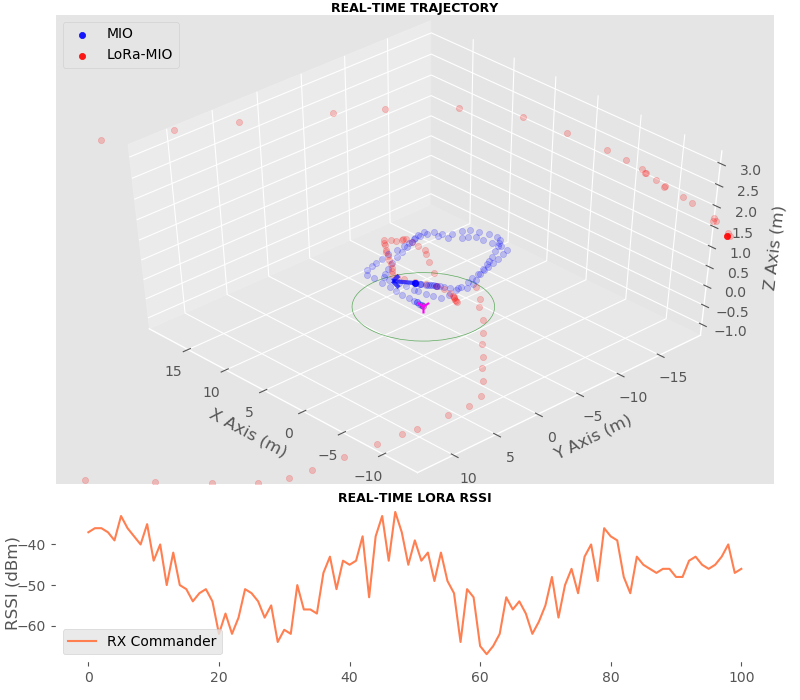 REAL-TIME TRAJECTORY
MIO
LoRa-MIO
3.0
2.5
2.0
1.5
1.0
0.5
0.0
−0.5
−1.0
Z Axis (m)
15
10
5
0
−5
−10
X Axis (m)
−15
−10
−5
0
5
10
Y Axis (m)
REAL-TIME LORA RSSI
−40
−50
−60
RSSI (dBm)
RX Commander
0 20 40 60 80 100